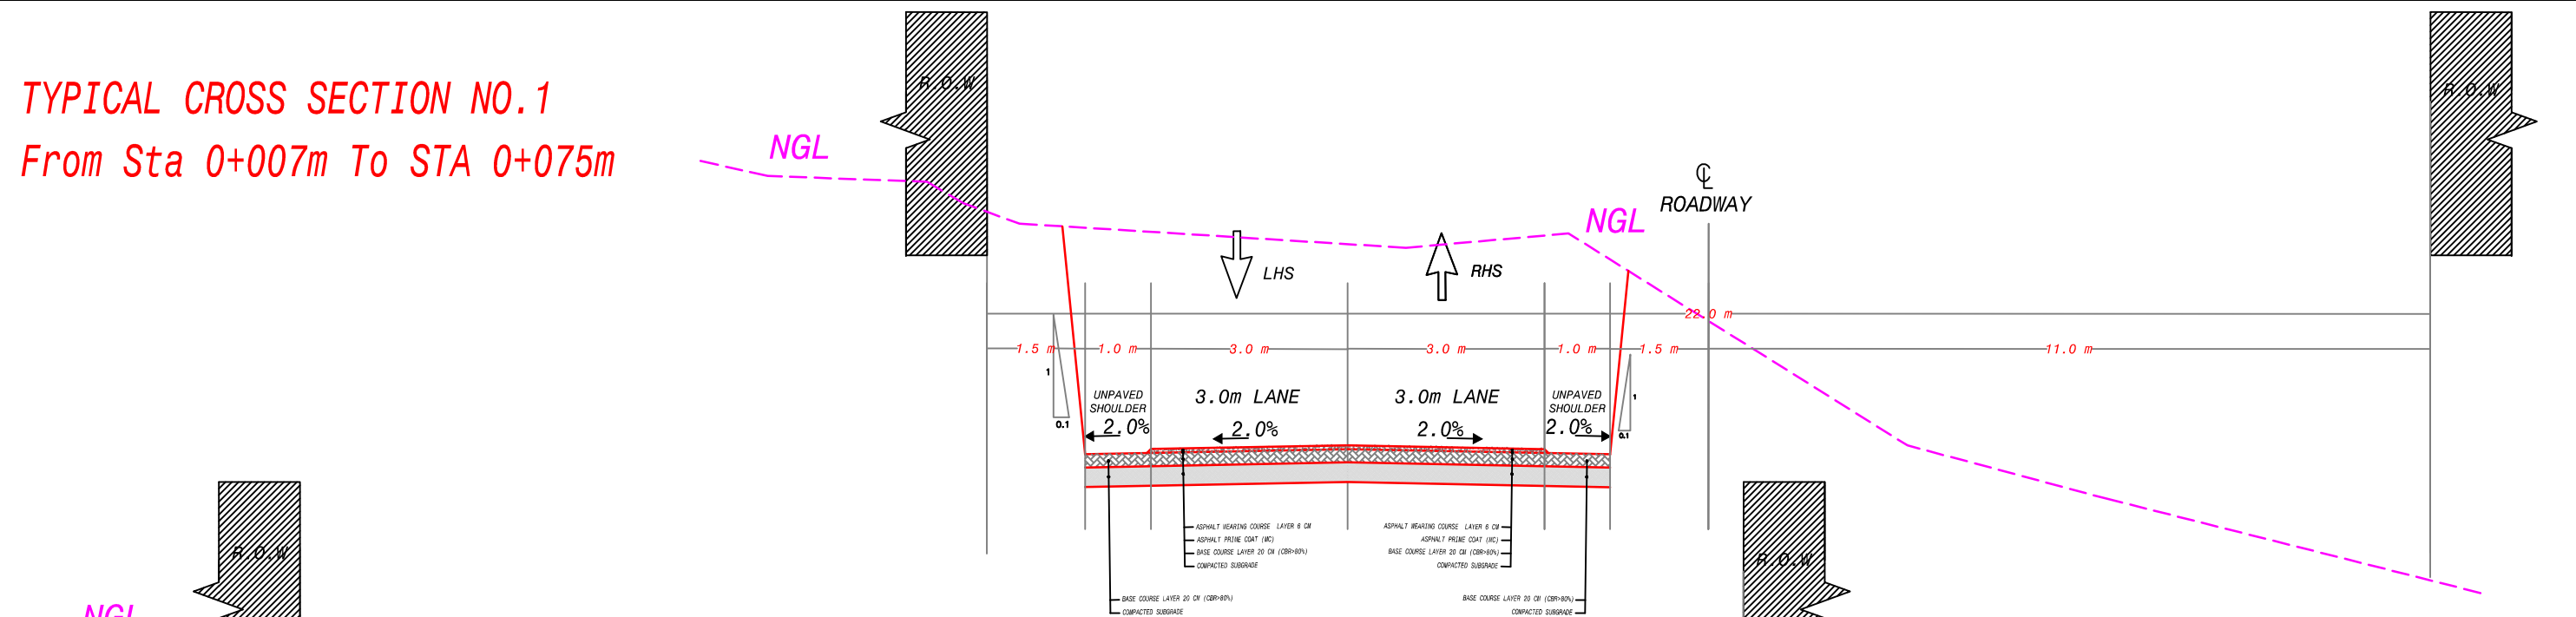 TYPICAL CROSS SECTION NO.1
From Sta 0+007m To STA 0+075m
R.O.W
R.O.W
NGL
NGL
℄
ROADWAY
LHS
RHS
22.0 m
1.5 m
1.0 m
3.0 m
3.0 m
1.0 m
1.5 m
11.0 m
1
0.1
1
0.1
UNPAVED
SHOULDER
2.0%
3.0m LANE
2.0%
3.0m LANE
2.0%
UNPAVED
SHOULDER
2.0%
ASPHALT WEARING COURSE LAYER 6 CM
ASPHALT PRIME COAT (MC)
BASE COURSE LAYER 20 CM (CBR>80%)
COMPACTED SUBGRADE
ASPHALT WEARING COURSE LAYER 6 CM
ASPHALT PRIME COAT (MC)
BASE COURSE LAYER 20 CM (CBR>80%)
COMPACTED SUBGRADE
BASE COURSE LAYER 20 CM (CBR>80%)
COMPACTED SUBGRADE
BASE COURSE LAYER 20 CM (CBR>80%)
COMPACTED SUBGRADE
R.O.W
R.O.W
NGL